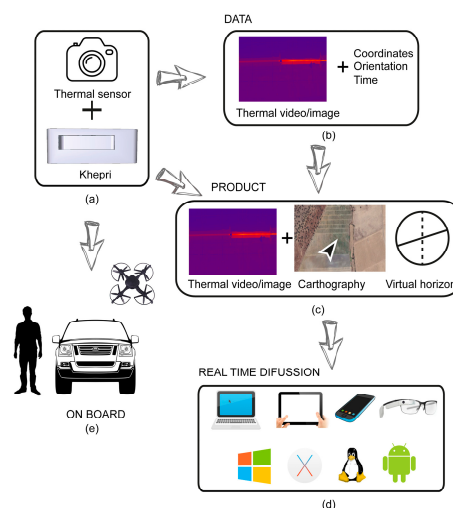 DATA
Thermal sensor
+
Khepri
(a)
+ Coordinates
Orientation
Time
Thermal video/image
(b)
PRODUCT
+
Thermal video/image
Carthography
Virtual horizon
(c)
ON BOARD
(e)
REAL TIME DIFUSSION
X
(d)